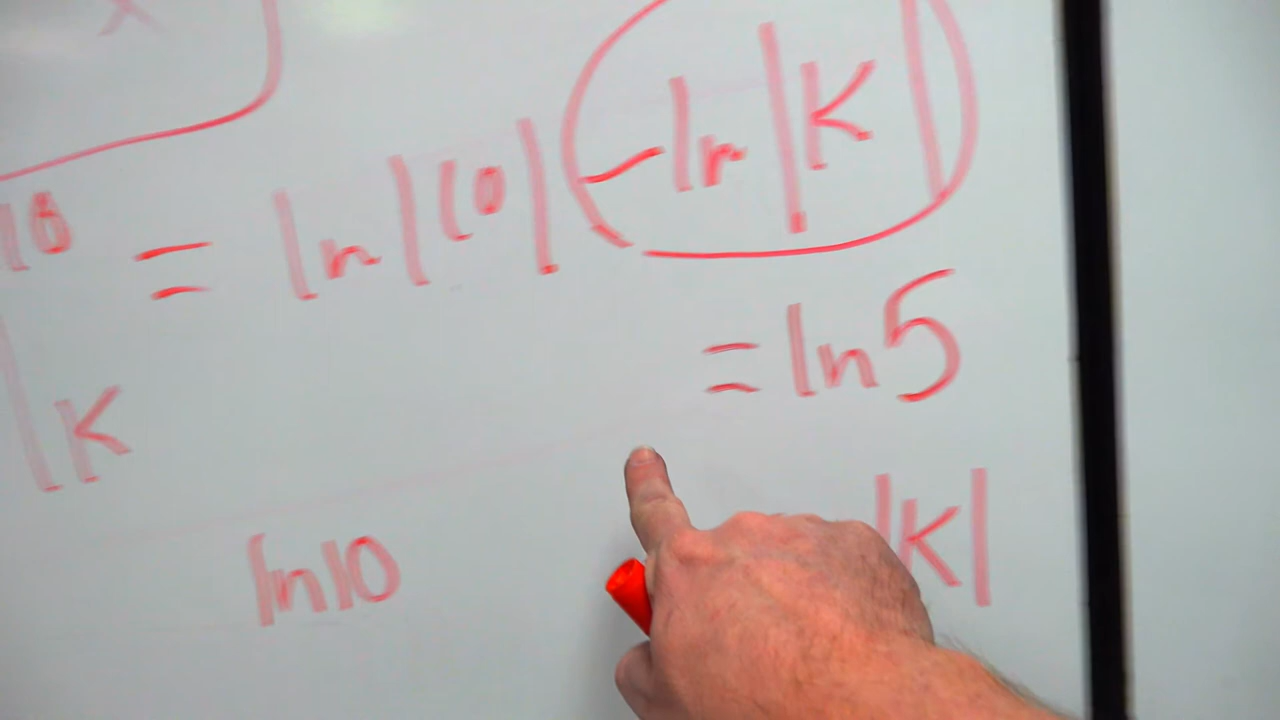 x
10 = ln|10| -ln|K|
= ln5
|K
ln10 |K|